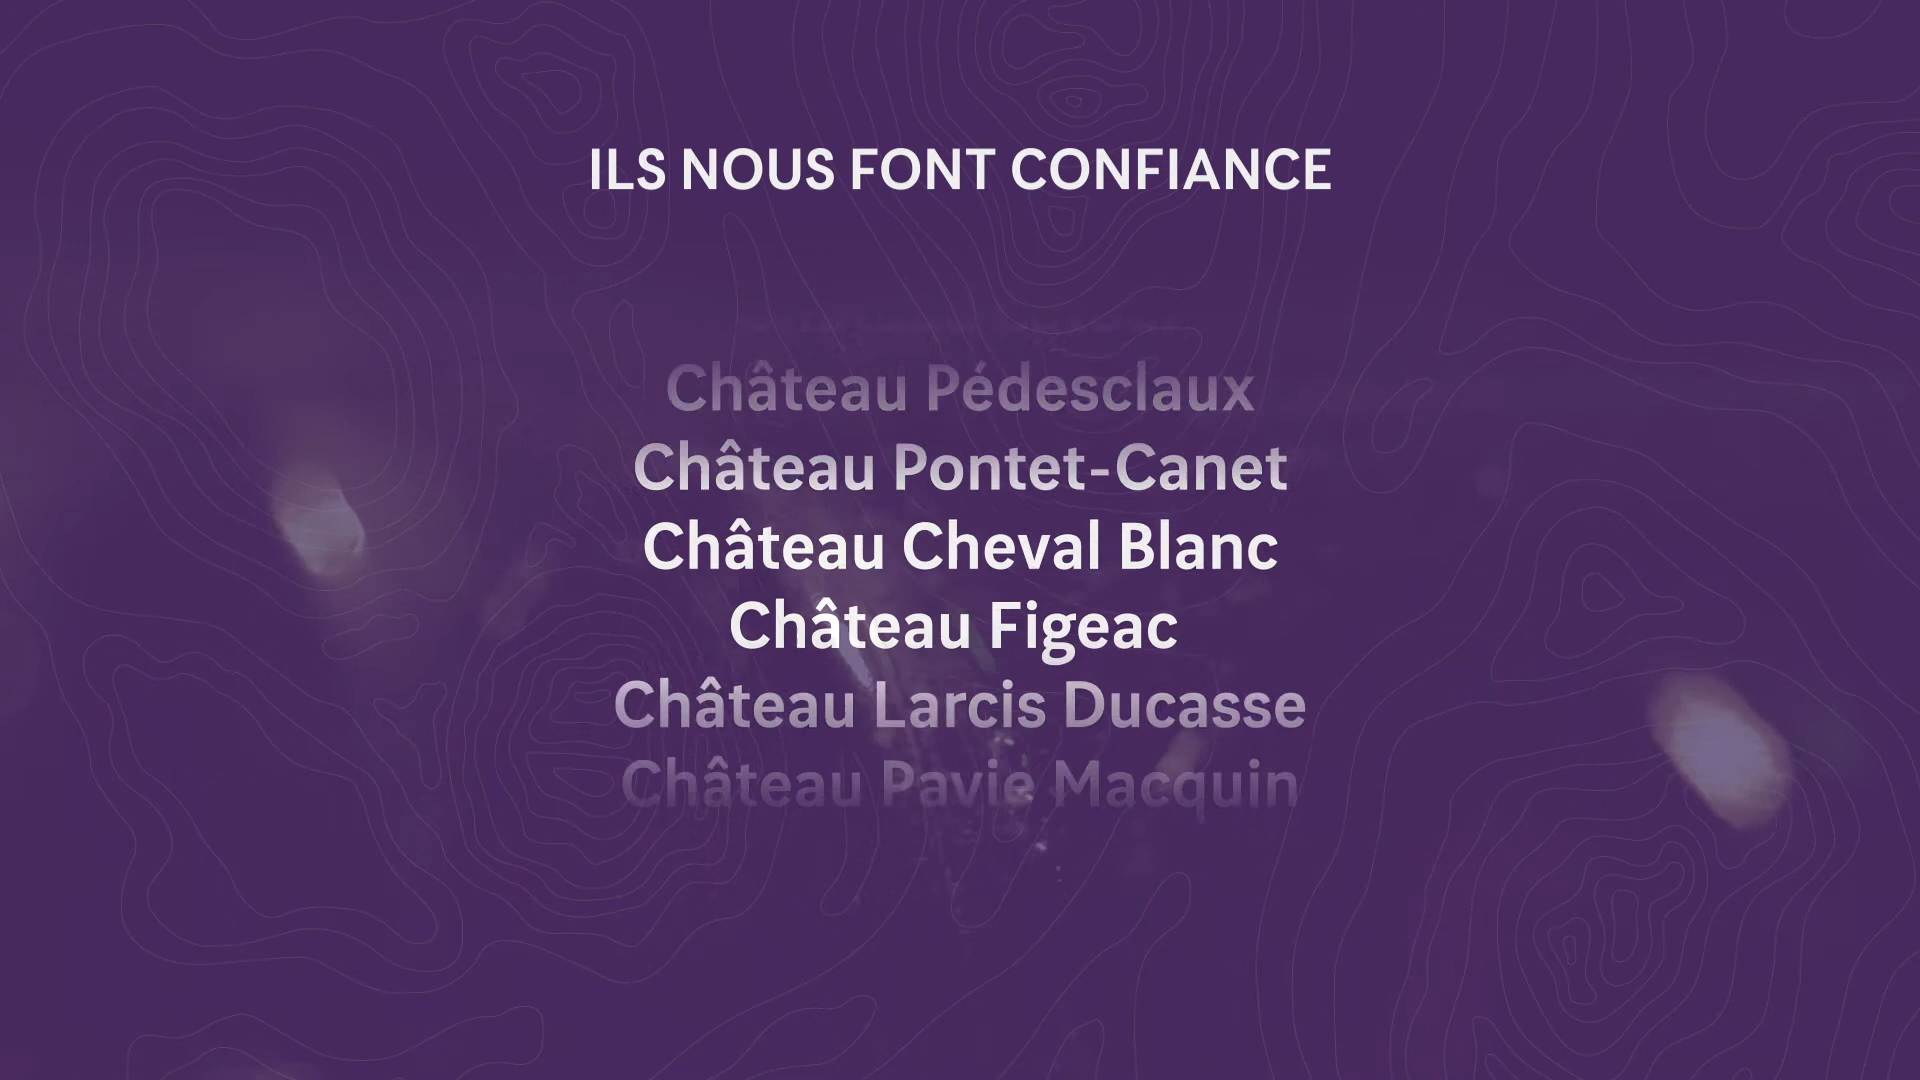 ILS NOUS FONT CONFIANCE
Château Pédesclaux
Château Pontet-Canet
Château Cheval Blanc
Château Figeac
Château Larcis Ducasse
Château Pavie Macquin